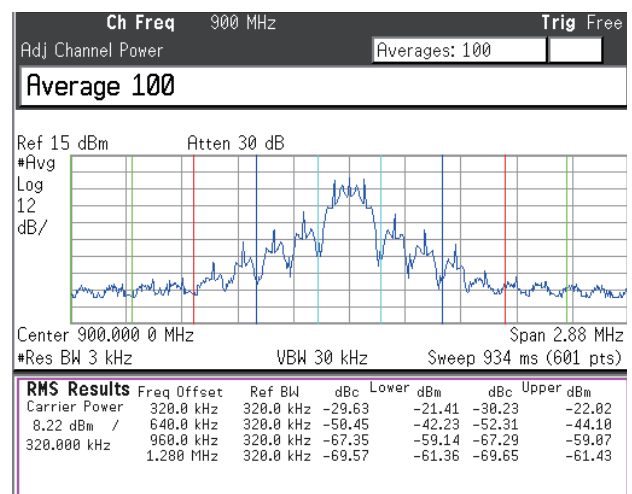 Ch Freq 900 MHz Trig Free
Adj Channel Power Averages: 100
Average 100
Ref 15 dBm Atten 30 dB
#Avg
Log
12
dB/
Center 900.000 0 MHz Span 2.88 MHz
#Res BW 3 kHz VBW 30 kHz Sweep 934 ms (601 pts)
RMS Results Freq Offset Ref BW dBc Lower dBm dBc Upper dBm
Carrier Power 320.0 kHz 320.0 kHz -29.63 -21.41 -30.23 -22.02
8.22 dBm / 640.0 kHz 320.0 kHz -50.45 -42.23 -52.31 -44.10
320.000 kHz 960.0 kHz 320.0 kHz -67.35 -59.14 -67.29 -59.07
1.280 MHz 320.0 kHz -69.57 -61.36 -69.65 -61.43